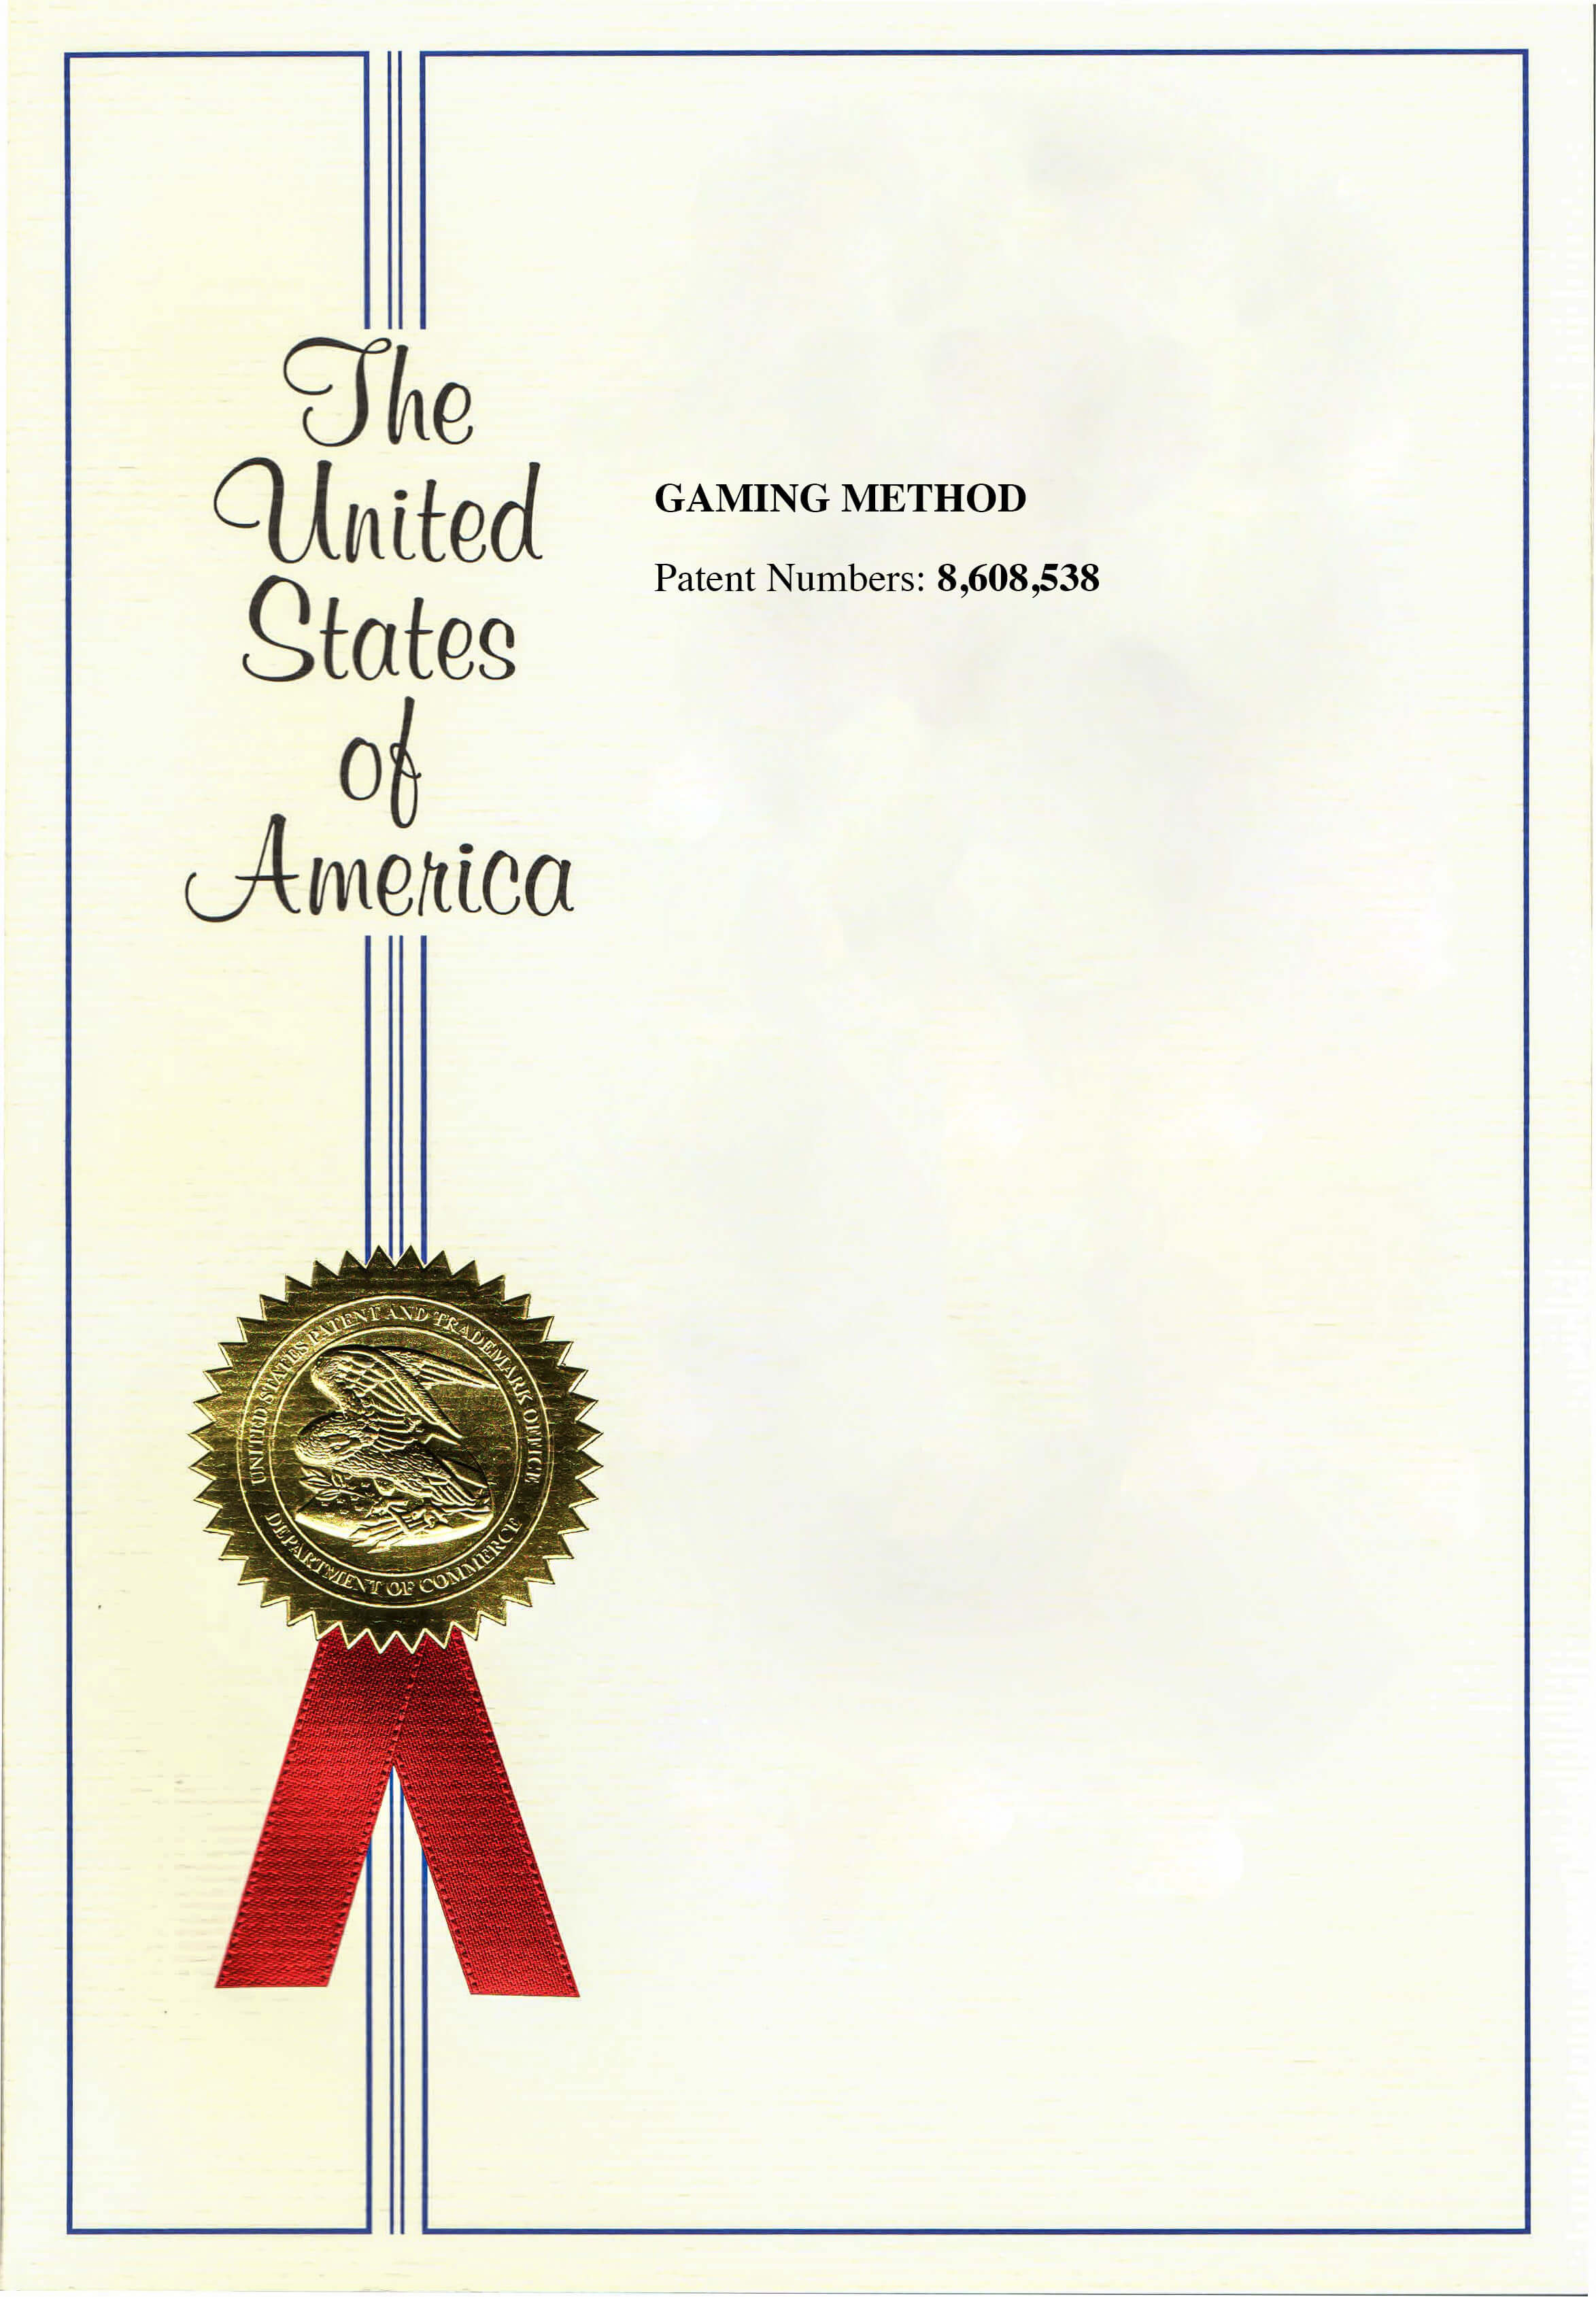 The
United
States
of
America
GAMING METHOD
Patent Numbers: 8,608,538
UNITED STATES PATENT AND TRADEMARK OFFICE
DEPARTMENT OF COMMERCE